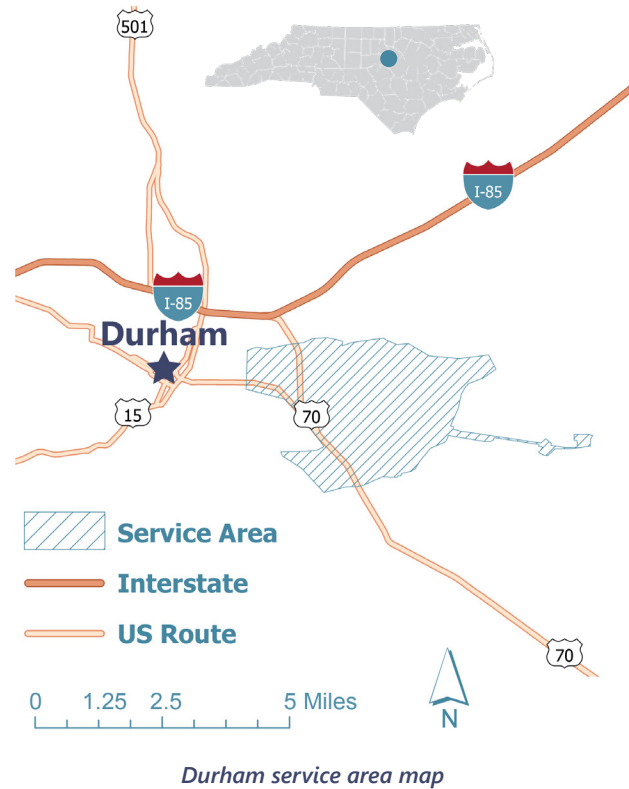 501
I-85
I-85
Durham
15
70
Service Area
Interstate
US Route
70
0 1.25 2.5 5 Miles
N
Durham service area map